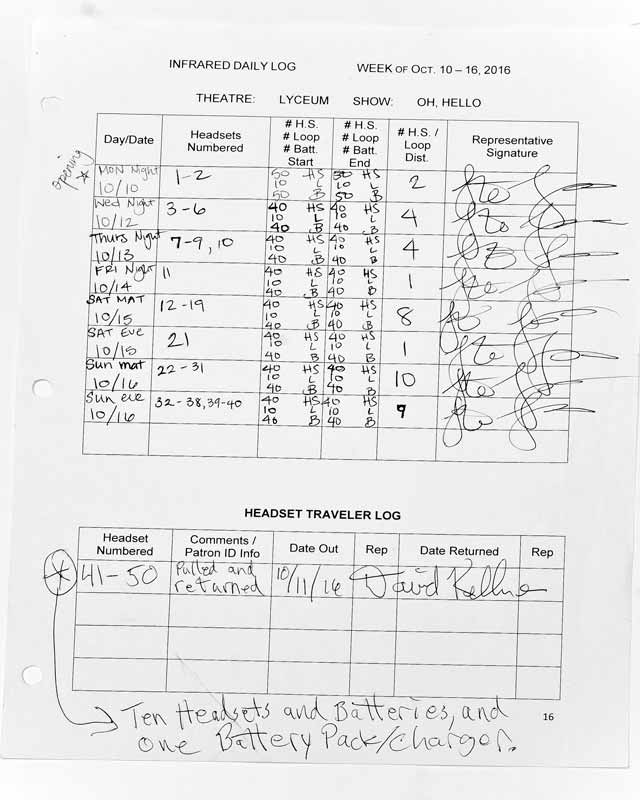 INFRARED DAILY LOG WEEK OF OCT. 10 – 16, 2016
THEATRE: LYCEUM SHOW: OH, HELLO
Day/Date Headsets Numbered # H.S. # Loop # Batt. Start # H.S. # Loop # Batt. End # H.S. / Loop Dist. Representative Signature
opening
MON Night 10/10 1-2 50 HS 10 L 50 B 50 HS 10 L 50 B 2
Wed Night 10/12 3-6 40 HS 10 L 40 B 40 HS 10 L 40 B 4
Thurs Night 10/13 7-9, 10 40 HS 10 L 40 B 40 HS 10 L 40 B 4
FRI Night 10/14 11 40 HS 10 L 40 B 40 HS 10 L 40 B 1
SAT MAT 10/15 12-19 40 HS 10 L 40 B 40 HS 10 L 40 B 8
SAT Eve 10/15 21 40 HS 10 L 40 B 40 HS 10 L 40 B 1
Sun mat 10/16 22-31 40 HS 10 L 40 B 40 HS 10 L 40 B 10
Sun eve 10/16 32-38,39-40 40 HS 10 L 40 B 40 HS 10 L 40 B 9
HEADSET TRAVELER LOG
Headset Numbered Comments / Patron ID Info Date Out Rep Date Returned Rep
41-50 Pulled and returned 10/11/16 David
Ten Headsets and Batteries, and
16
one Battery Pack/Charger.